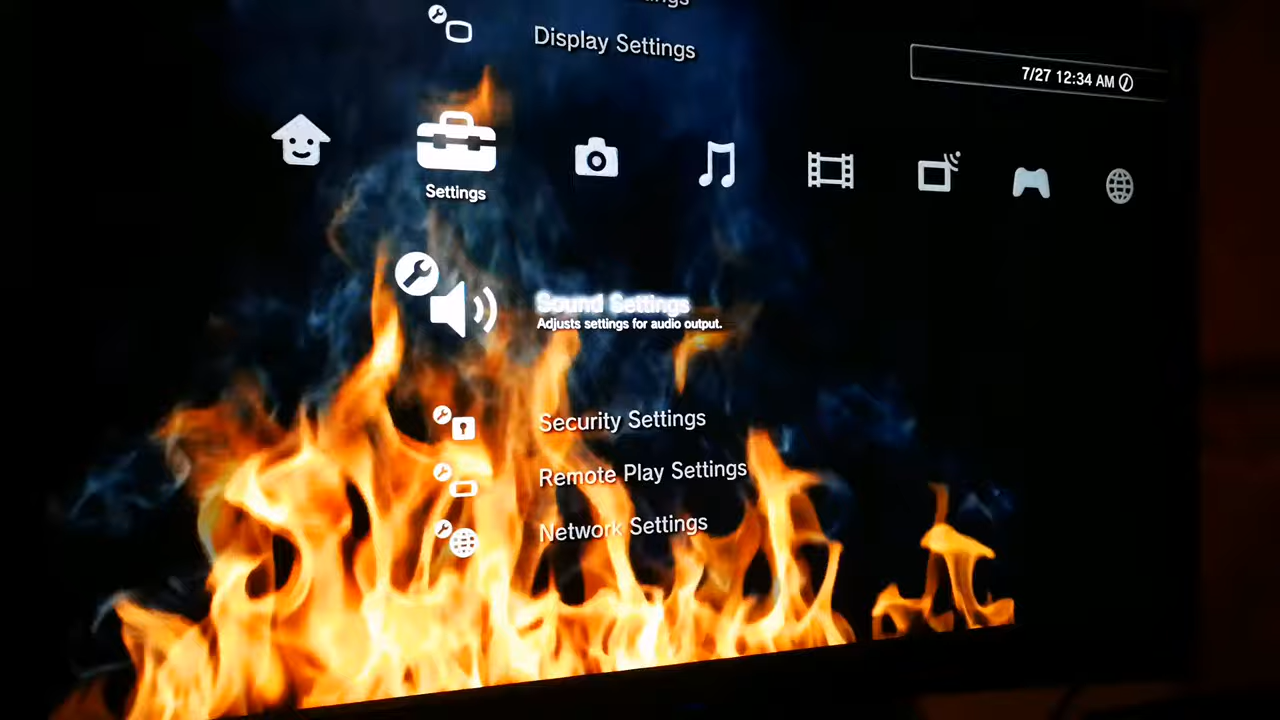 Display Settings
7/27 12:34 AM
Settings
Sound Settings
Adjusts settings for audio output.
Security Settings
Remote Play Settings
Network Settings